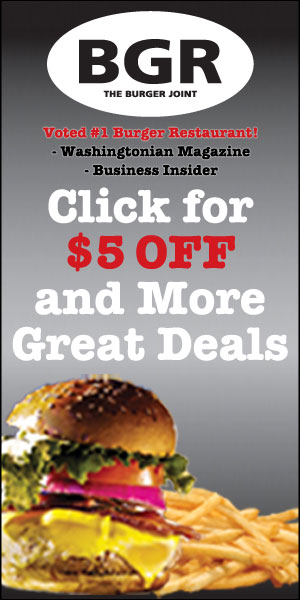 BGR
THE BURGER JOINT
Voted #1 Burger Restaurant!
- Washingtonian Magazine
- Business Insider
Click for
$5 OFF
and More
Great Deals